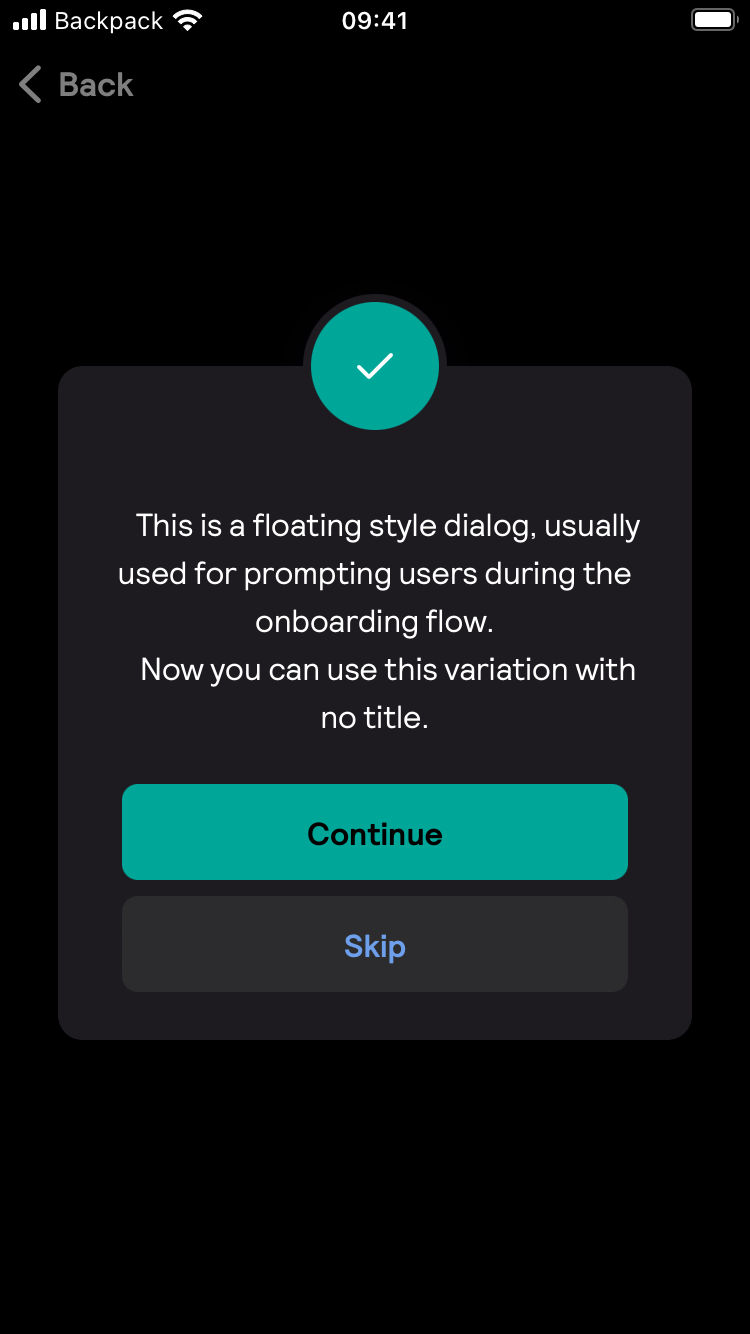 Backpack 09:41
Back
This is a floating style dialog, usually
used for prompting users during the
onboarding flow.
Now you can use this variation with
no title.
Continue
Skip